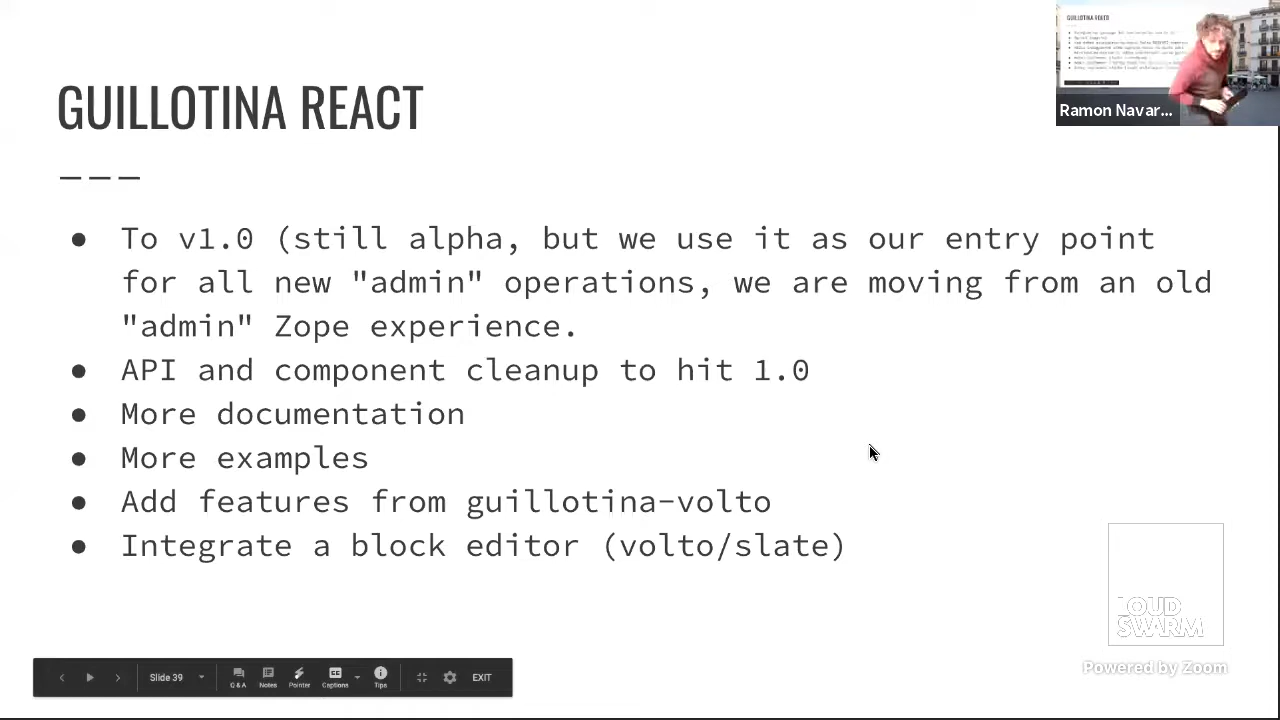 GUILLOTINA REACT
Ramon Navar...
GUILLOTINA REACT
---
● To v1.0 (still alpha, but we use it as our entry point
for all new "admin" operations, we are moving from an old
"admin" Zope experience.
● API and component cleanup to hit 1.0
● More documentation
● More examples
● Add features from guillotina-volto
● Integrate a block editor (volto/slate)
LOUD
SWARM
Powered by Zoom
Slide 39
Q & A
Notes
Pointer
Captions
Tips
EXIT